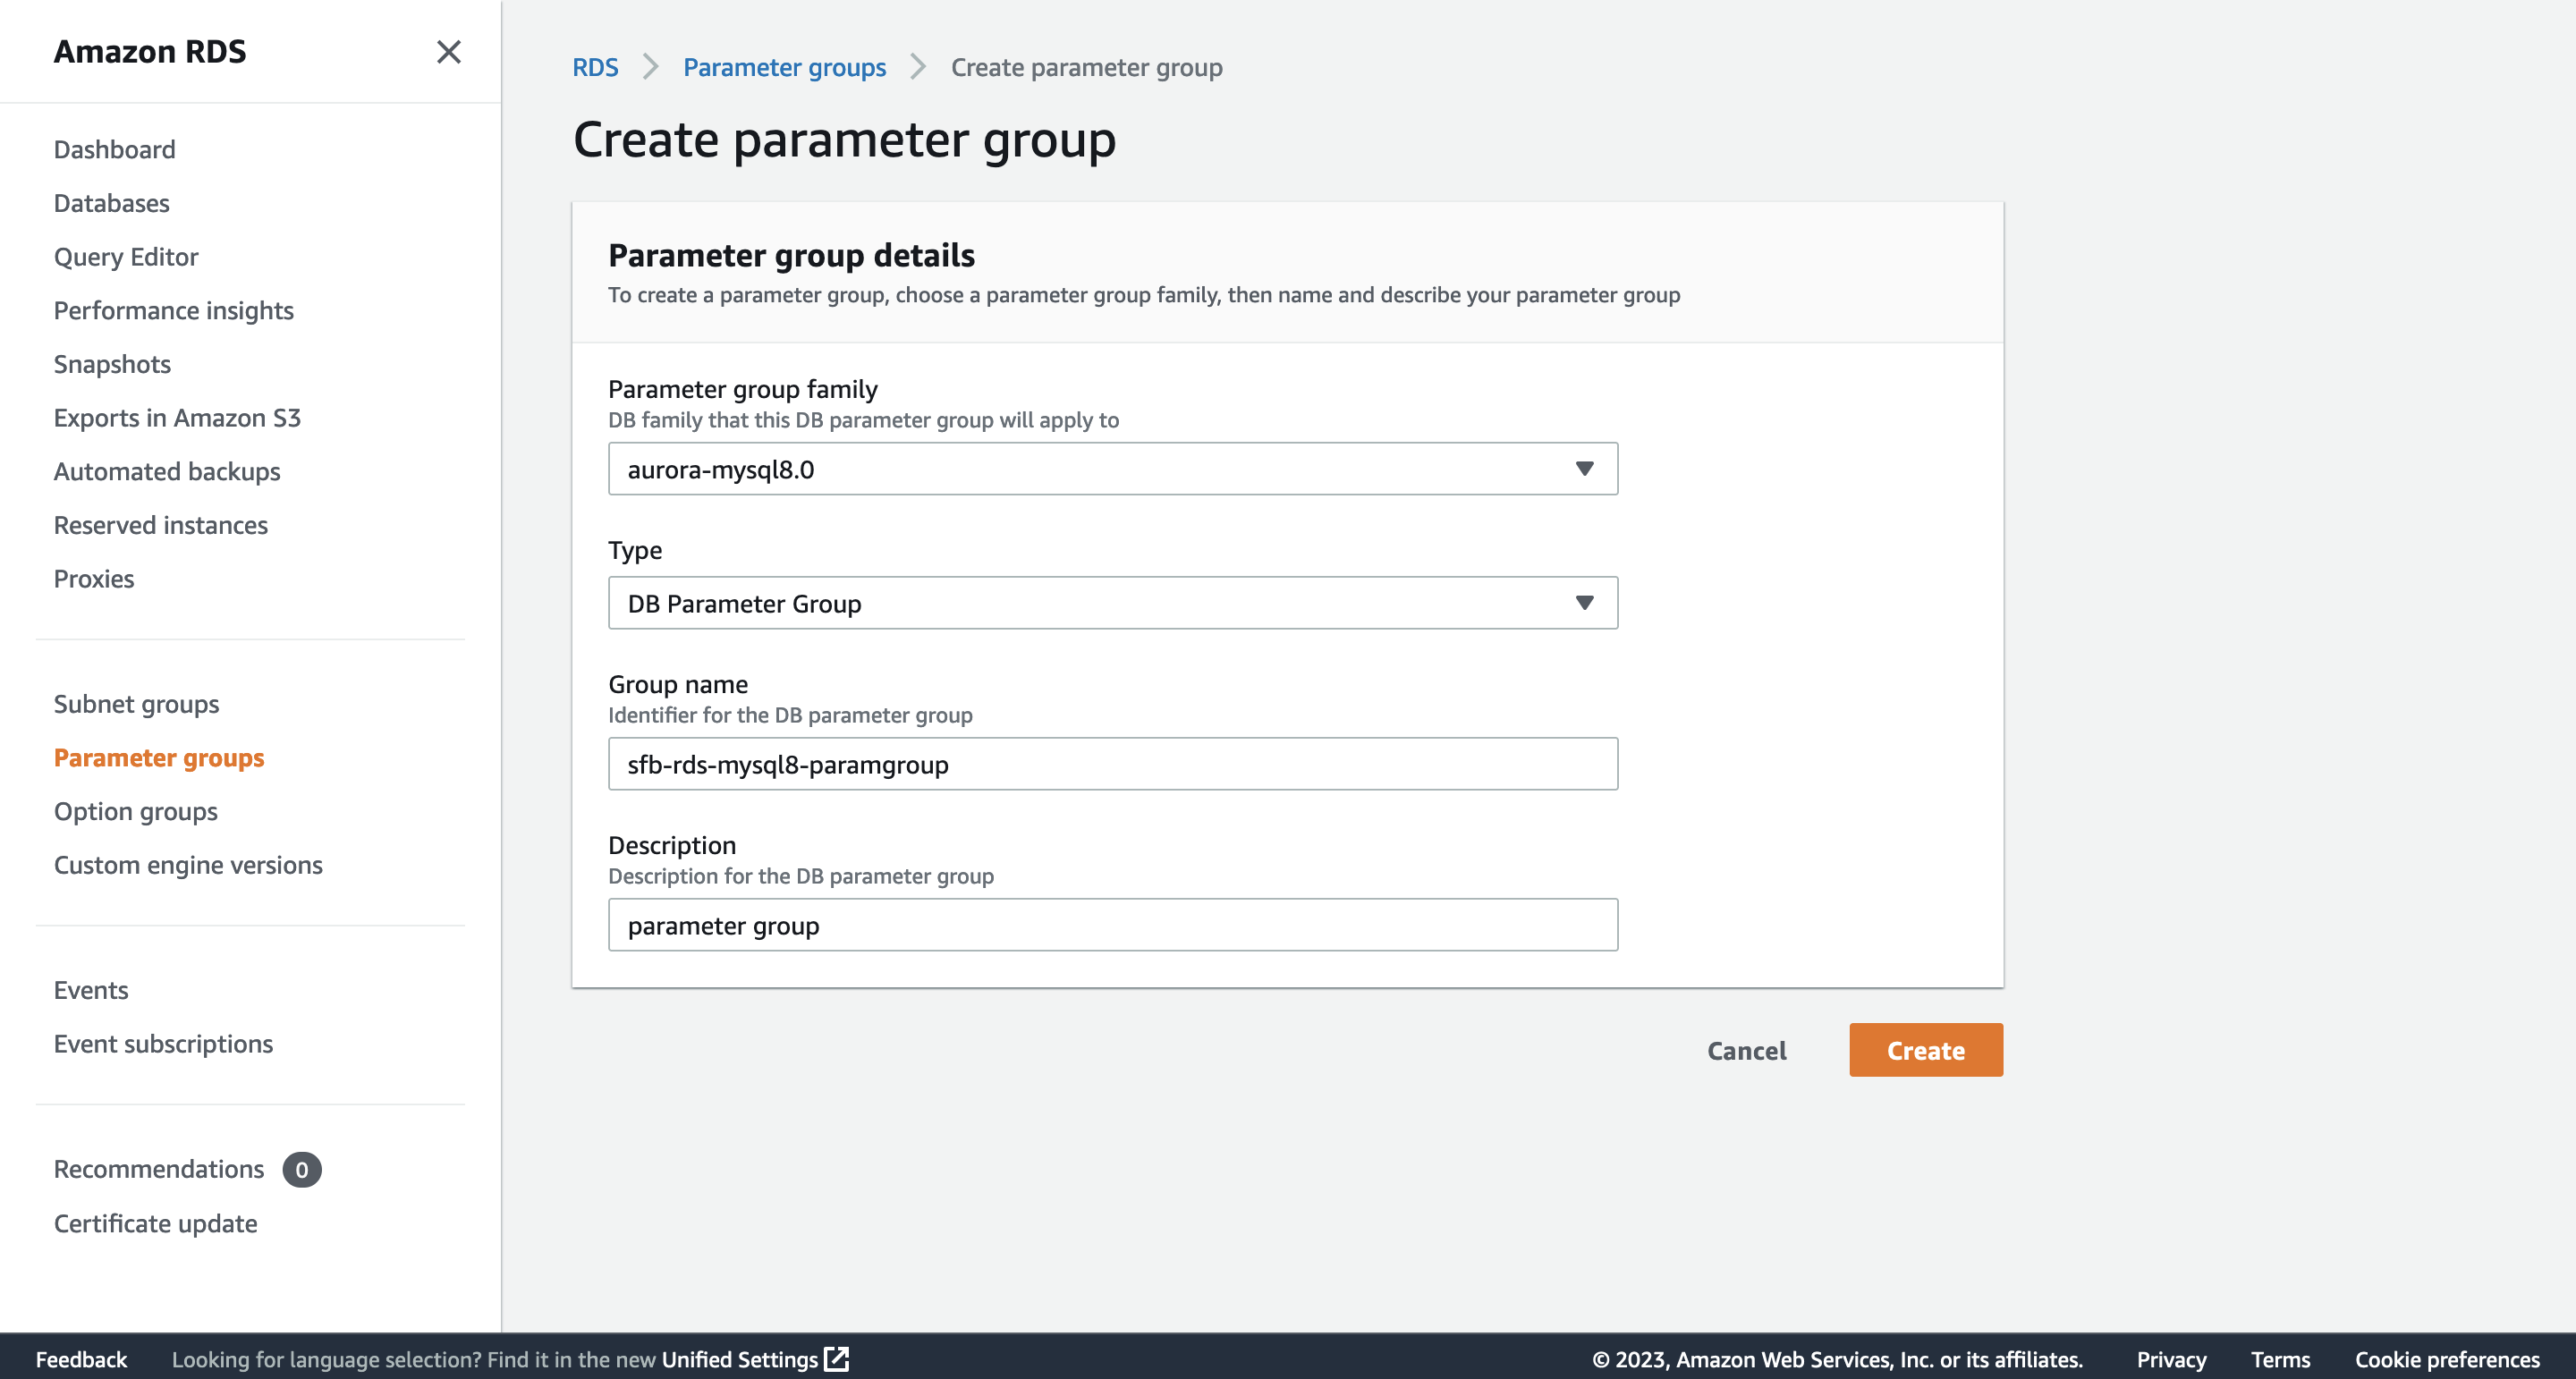 Amazon RDS
Dashboard
Databases
Query Editor
Performance insights
Snapshots
Exports in Amazon S3
Automated backups
Reserved instances
Proxies
Subnet groups
Parameter groups
Option groups
Custom engine versions
Events
Event subscriptions
Recommendations 0
Certificate update
RDS Parameter groups Create parameter group
Create parameter group
Parameter group details
To create a parameter group, choose a parameter group family, then name and describe your parameter group
Parameter group family
DB family that this DB parameter group will apply to
aurora-mysql8.0
Type
DB Parameter Group
Group name
Identifier for the DB parameter group
sfb-rds-mysql8-paramgroup
Description
Description for the DB parameter group
parameter group
Cancel Create
Feedback Looking for language selection? Find it in the new Unified Settings © 2023, Amazon Web Services, Inc. or its affiliates. Privacy Terms Cookie preferences